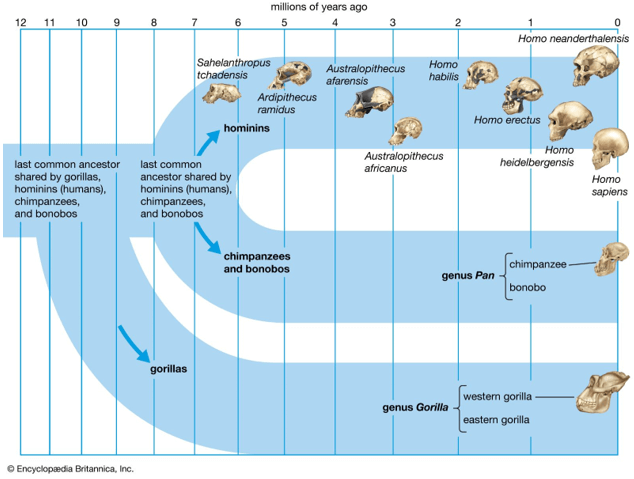 millions of years ago
12 11 10 9 8 7 6 5 4 3 2 1 0
Homo neanderthalensis
Sahelanthropus
tchadensis
Ardipithecus
ramidus
Australopithecus
afarensis
Homo
habilis
Homo erectus
hominins
Australopithecus
africanus
Homo
heidelbergensis
Homo
sapiens
last common ancestor
shared by gorillas,
hominins (humans),
chimpanzees,
and bonobos
last common
ancestor shared by
hominins (humans),
chimpanzees,
and bonobos
chimpanzees
and bonobos
genus Pan
chimpanzee
bonobo
gorillas
genus Gorilla
western gorilla
eastern gorilla
© Encyclopædia Britannica, Inc.